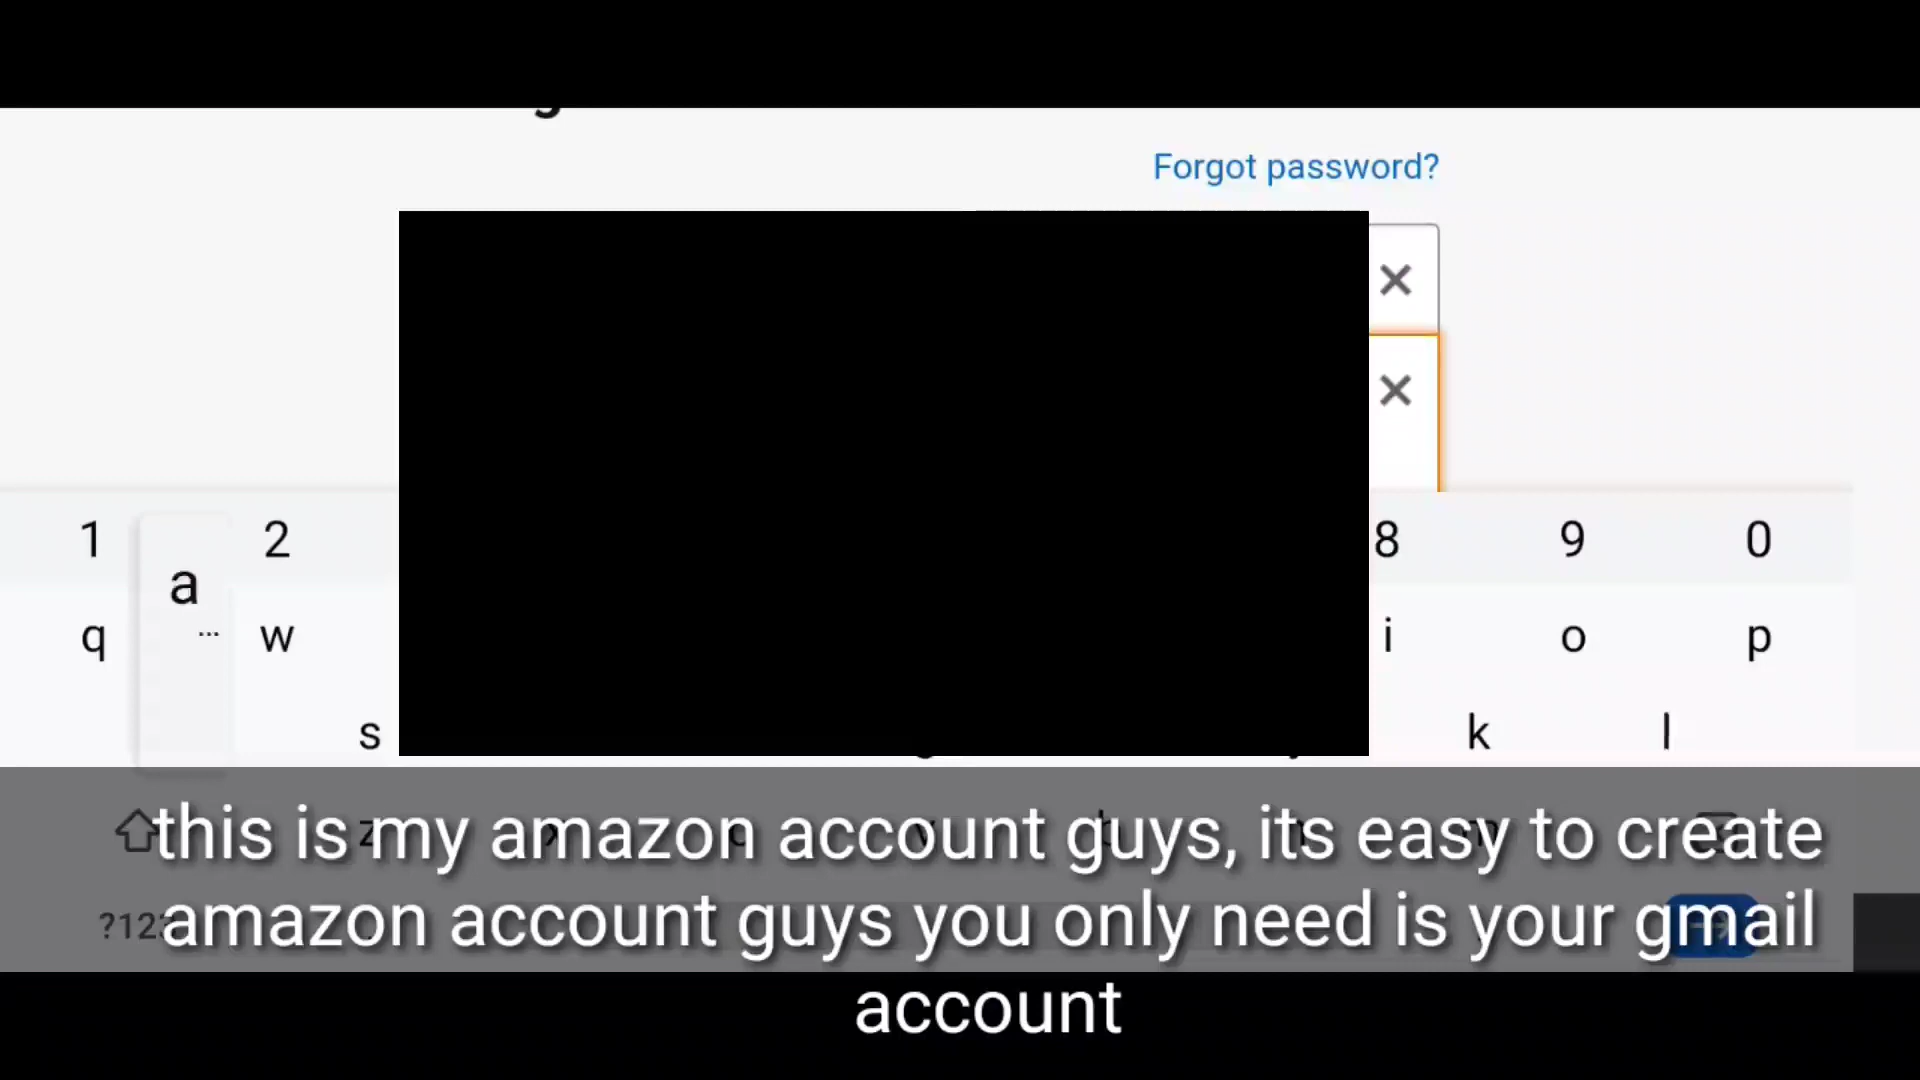 Forgot password?
1 2 8 9 0
a
q ... w i o p
s k l
this is my amazon account guys, its easy to create
?123
amazon account guys you only need is your gmail
account